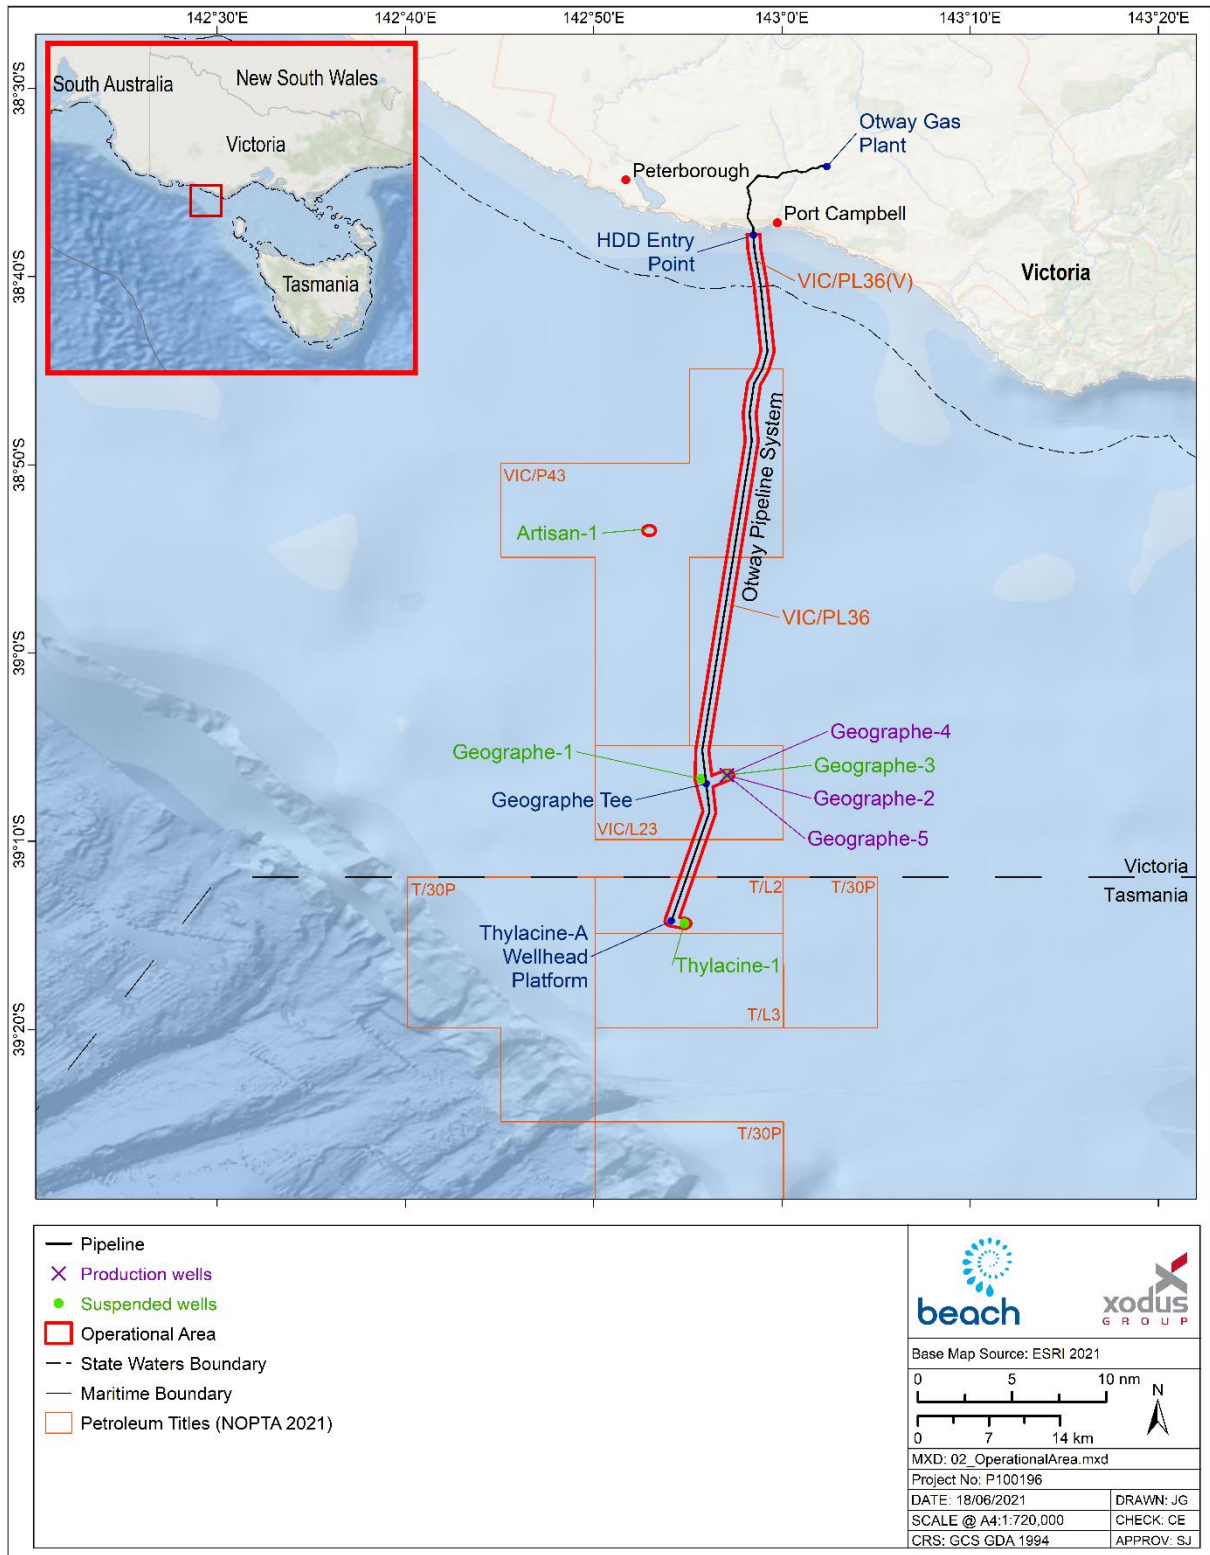 142°30'E
142°40'E
142°50'E
143°0'E
143°10'E
143°20'E
38°30'S
38°40'S
38°50'S
39°0'S
39°10'S
39°20'S
South Australia
New South Wales
Victoria
Tasmania
Otway Gas
Plant
Peterborough
Port Campbell
HDD Entry
Point
VIC/PL36(V)
Victoria
Otway Pipeline System
VIC/P43
Artisan-1
VIC/PL36
Geographe-4
Geographe-1
Geographe-3
Geographe Tee
Geographe-2
Geographe-5
VIC/L23
Victoria
Tasmania
T/30P
T/L2
T/30P
Thylacine-A
Wellhead
Platform
Thylacine-1
T/L3
T/30P
Pipeline
Production wells
Suspended wells
Operational Area
State Waters Boundary
Maritime Boundary
Petroleum Titles (NOPTA 2021)
beach
xodus
GROUP
Base Map Source: ESRI 2021
0 5 10 nm
N
0 7 14 km
MXD: 02_OperationalArea.mxd
Project No: P100196
DATE: 18/06/2021 DRAWN: JG
SCALE @ A4:1:720,000 CHECK: CE
CRS: GCS GDA 1994 APPROV: SJ